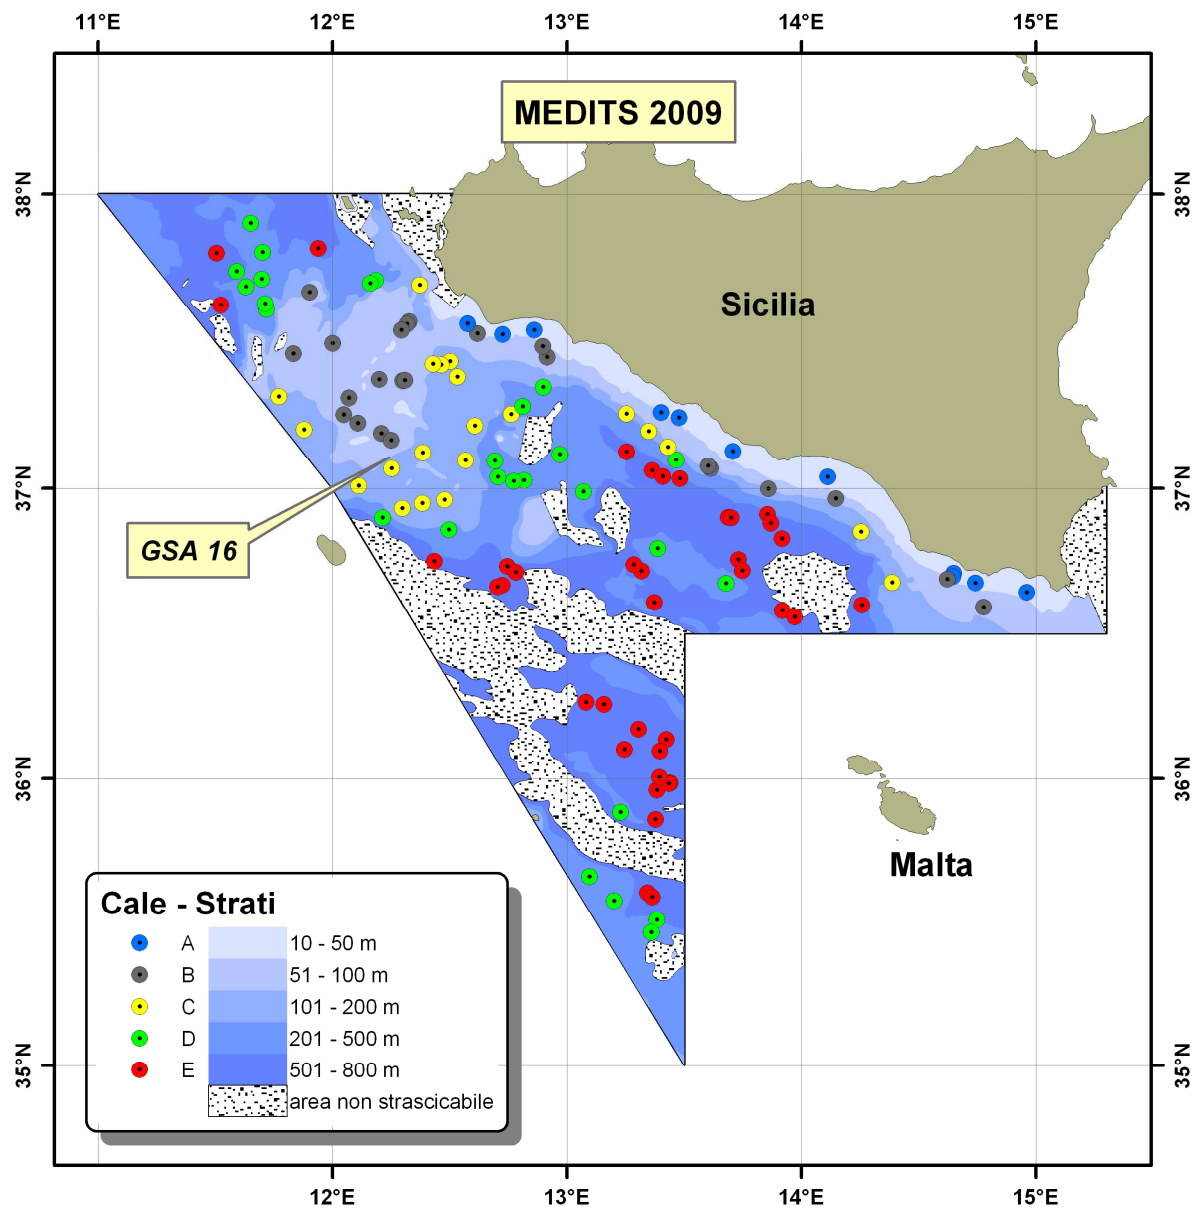 11°E 12°E 13°E 14°E 15°E
MEDITS 2009
38°N 38°N
Sicilia
37°N 37°N
GSA 16
36°N 36°N
Malta
Cale - Strati
A 10 - 50 m
B 51 - 100 m
C 101 - 200 m
D 201 - 500 m
E 501 - 800 m
area non strascicabile
35°N 35°N
12°E 13°E 14°E 15°E